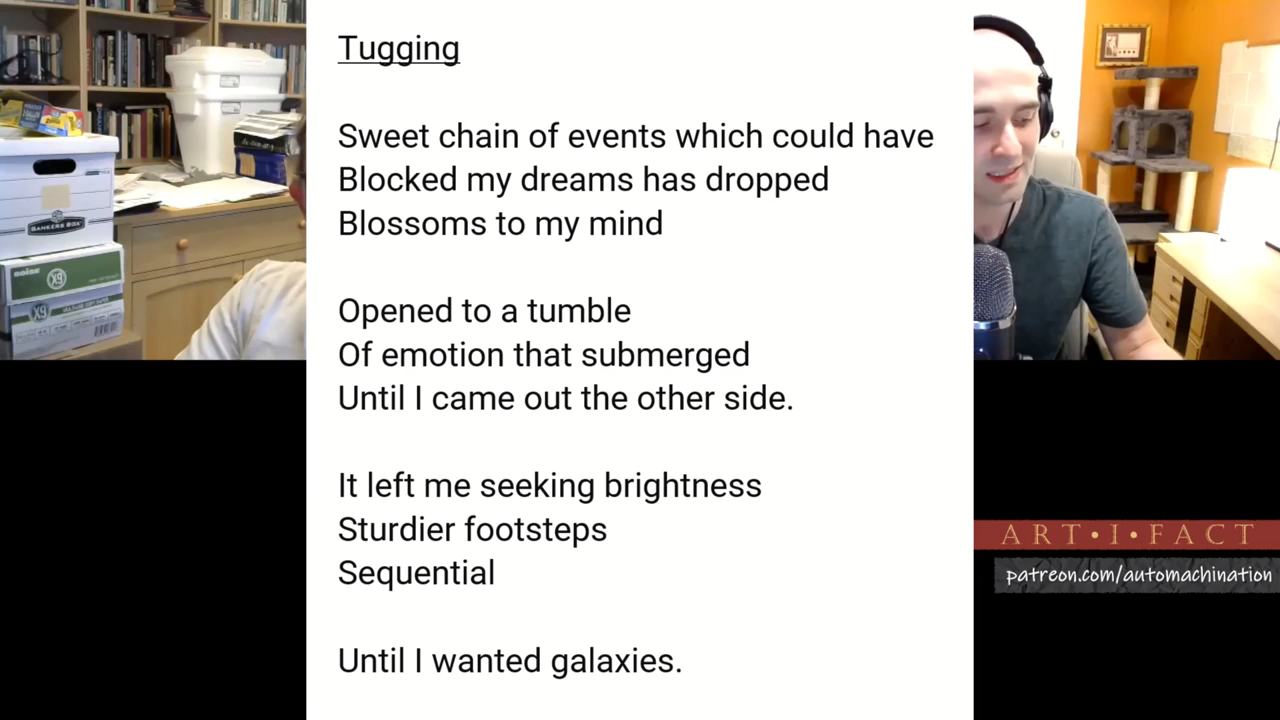 Tugging
Sweet chain of events which could have
Blocked my dreams has dropped
Blossoms to my mind
Opened to a tumble
Of emotion that submerged
Until I came out the other side.
It left me seeking brightness
Sturdier footsteps
Sequential
Until I wanted galaxies.
BANKERS BOX
ART•I•FACT
patreon.com/automachination